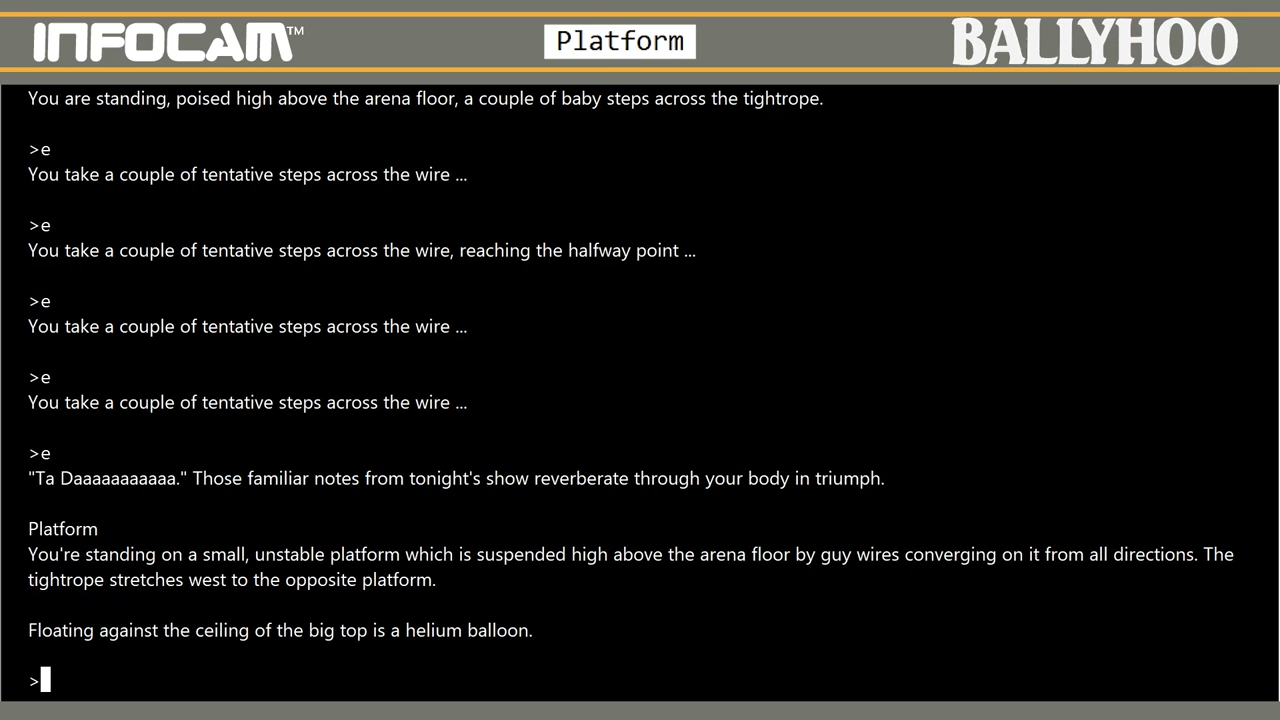 INFOCAM™
Platform
BALLYHOO
You are standing, poised high above the arena floor, a couple of baby steps across the tightrope.
>e
You take a couple of tentative steps across the wire ...
>e
You take a couple of tentative steps across the wire, reaching the halfway point ...
>e
You take a couple of tentative steps across the wire ...
>e
You take a couple of tentative steps across the wire ...
>e
"Ta Daaaaaaaaaaa." Those familiar notes from tonight's show reverberate through your body in triumph.
Platform
You're standing on a small, unstable platform which is suspended high above the arena floor by guy wires converging on it from all directions. The
tightrope stretches west to the opposite platform.
Floating against the ceiling of the big top is a helium balloon.
>